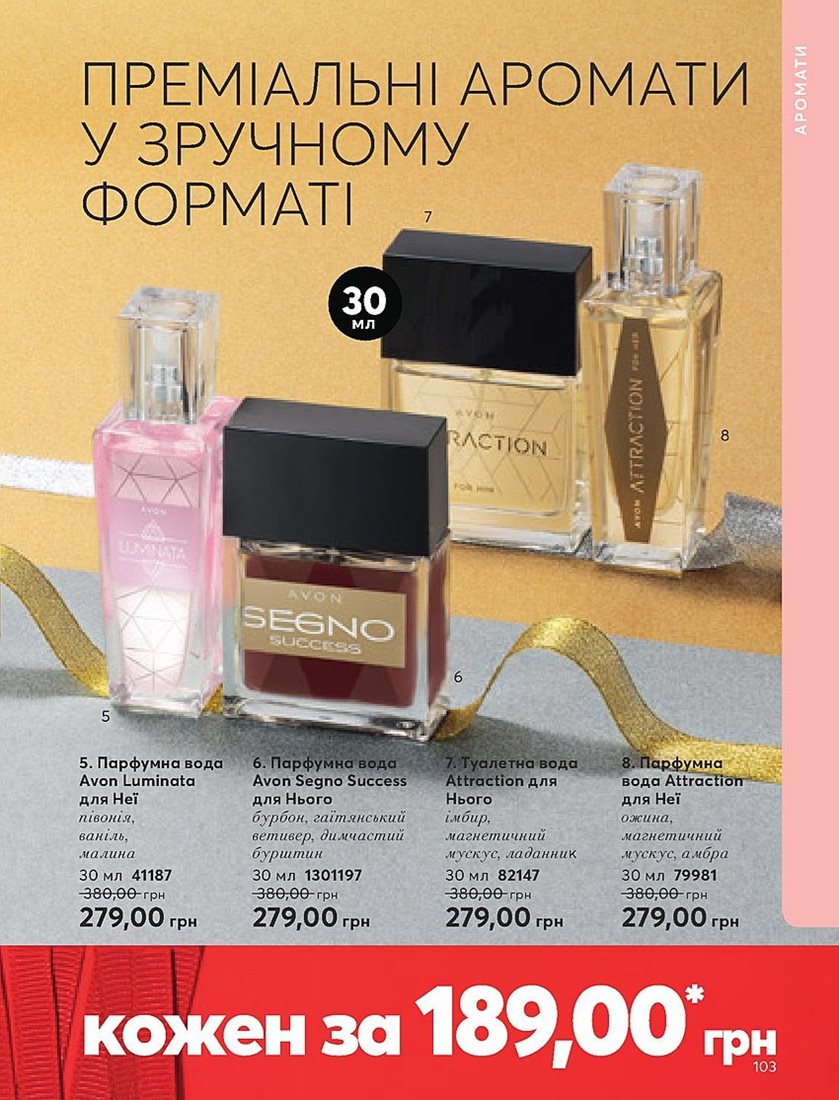 АРОМАТИ
ПРЕМІАЛЬНІ АРОМАТИ
У ЗРУЧНОМУ
ФОРМАТІ
7
30
МЛ
8
AVON
LUMINATA
AVON
SEGNO
SUCCESS
AVON
TRACTION
FOR HIM
AVON ATTRACTION FOR HER
5
6
5. Парфумна вода
Avon Luminata
для Неї
півонія,
ваніль,
малина
30 мл 41187
380,00 грн
279,00 грн
6. Парфумна вода
Avon Segno Success
для Нього
бурбон, гаїтянський
ветивер, димчастий
бурштин
30 мл 1301197
380,00 грн
279,00 грн
7. Туалетна вода
Attraction для
Нього
імбир,
магнетичний
мускус, ладанник
30 мл 82147
380,00 грн
279,00 грн
8. Парфумна
вода Attraction
для Неї
ожина,
магнетичний
мускус, амбра
30 мл 79981
380,00 грн
279,00 грн
кожен за 189,00* грн
103